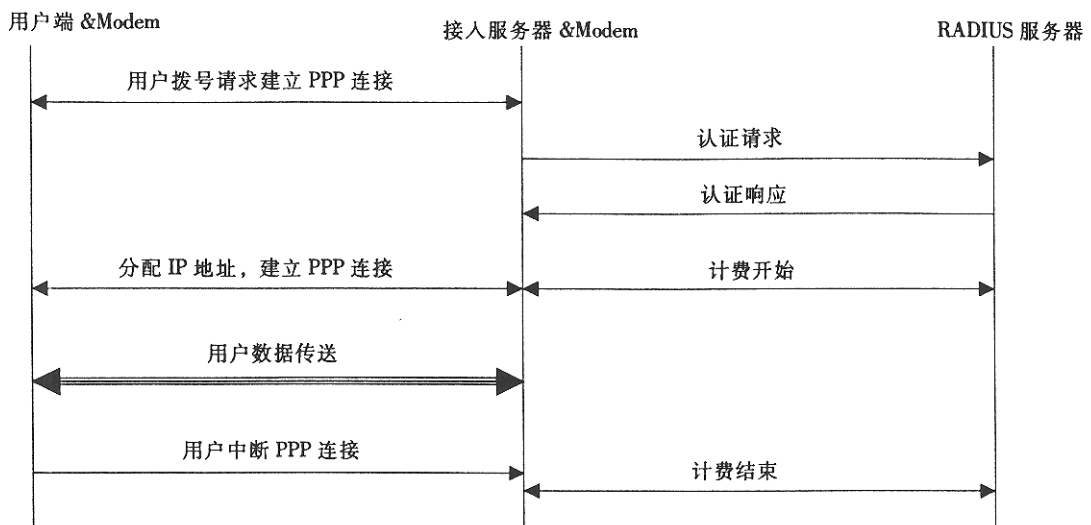 用户端 &Modem
接入服务器 &Modem
RADIUS 服务器
用户拨号请求建立 PPP 连接
认证请求
认证响应
分配 IP 地址，建立 PPP 连接
计费开始
用户数据传送
用户中断 PPP 连接
计费结束